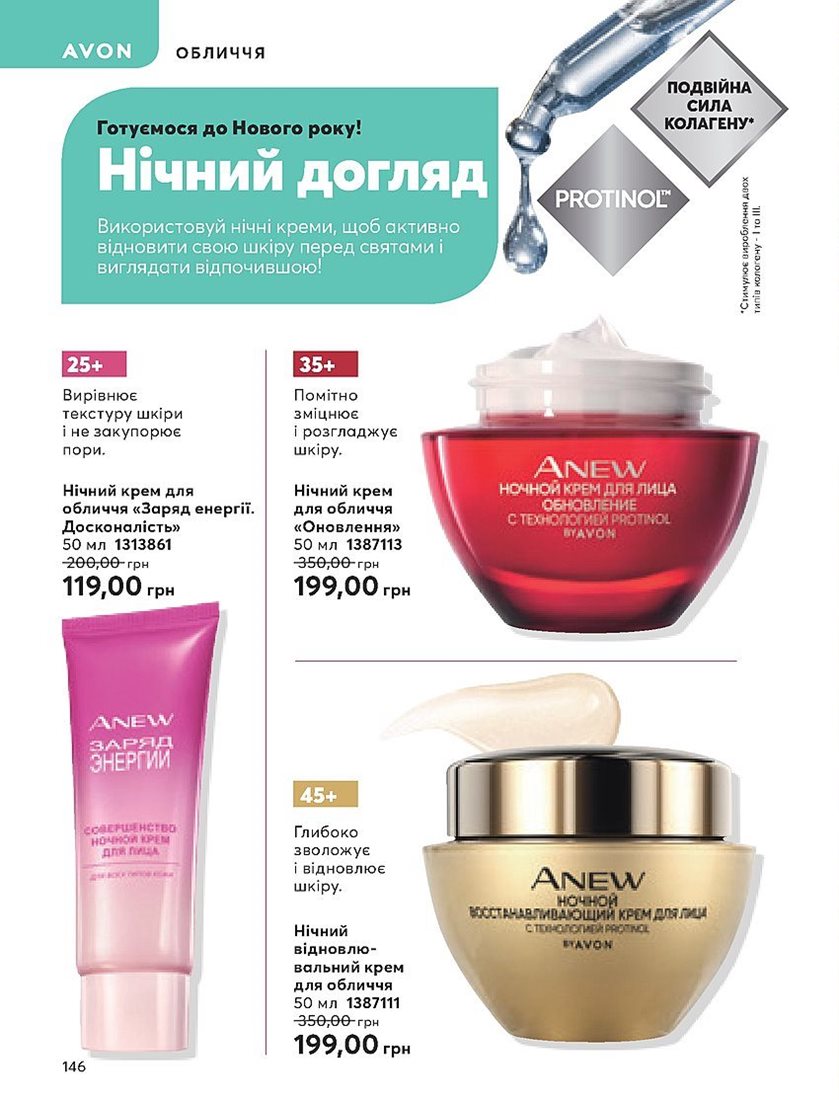 AVON
ОБЛИЧЧЯ
Готуємося до Нового року!
Нічний догляд
Використовуй нічні креми, щоб активно
відновити свою шкіру перед святами і
виглядати відпочившою!
ПОДВІЙНА
СИЛА
КОЛАГЕНУ*
PROTINOL™
*Стимулює вироблення двох
типів колагену - I та III.
25+
Вирівнює
текстуру шкіри
і не закупорює
пори.
Нічний крем для
обличчя «Заряд енергії.
Досконалість»
50 мл 1313861
200,00 грн
119,00 грн
35+
Помітно
зміцнює
і розгладжує
шкіру.
Нічний крем
для обличчя
«Оновлення»
50 мл 1387113
350,00 грн
199,00 грн
ANEW
НОЧНОЙ КРЕМ ДЛЯ ЛИЦА
ОБНОВЛЕНИЕ
С ТЕХНОЛОГИЕЙ PROTINOL
BY AVON
ANEW
ЗАРЯД
ЭНЕРГИИ
СОВЕРШЕНСТВО
НОЧНОЙ КРЕМ
ДЛЯ ЛИЦА
ДЛЯ ВСЕХ ТИПОВ КОЖИ
45+
Глибоко
зволожує
і відновлює
шкіру.
Нічний
відновлю-
вальний крем
для обличчя
50 мл 1387111
350,00 грн
199,00 грн
ANEW
НОЧНОЙ
ВОССТАНАВЛИВАЮЩИЙ КРЕМ ДЛЯ ЛИЦА
С ТЕХНОЛОГИЕЙ PROTINOL
BY AVON
146